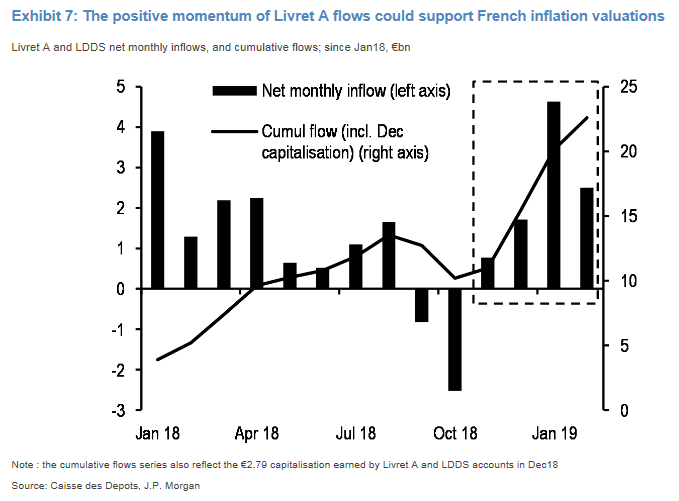 Exhibit 7: The positive momentum of Livret A flows could support French inflation valuations
Livret A and LDDS net monthly inflows, and cumulative flows; since Jan18, €bn
5
4
3
2
1
0
-1
-2
-3
Net monthly inflow (left axis)
Cumul flow (incl. Dec
capitalisation) (right axis)
25
20
15
10
5
0
Jan 18
Apr 18
Jul 18
Oct 18
Jan 19
Note : the cumulative flows series also reflect the €2.79 capitalisation earned by Livret A and LDDS accounts in Dec18
Source: Caisse des Depots, J.P. Morgan